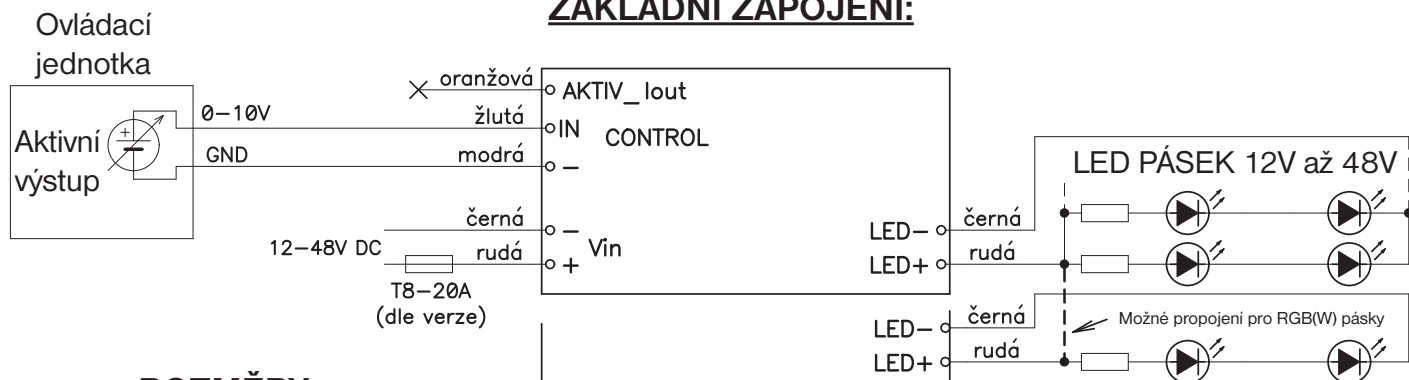 ZÁKLADNÍ ZAPOJENÍ:
Ovládací
jednotka
Aktivní
výstup
0–10V
GND
oranžová
žlutá
modrá
černá
rudá
12–48V DC
T8–20A
(dle verze)
AKTIV_Iout
IN
CONTROL
–
– Vin
+
LED–
LED+
černá
rudá
LED PÁSEK 12V až 48V
LED–
LED+
černá
rudá
Možné propojení pro RGB(W) pásky
ROZMĚRY